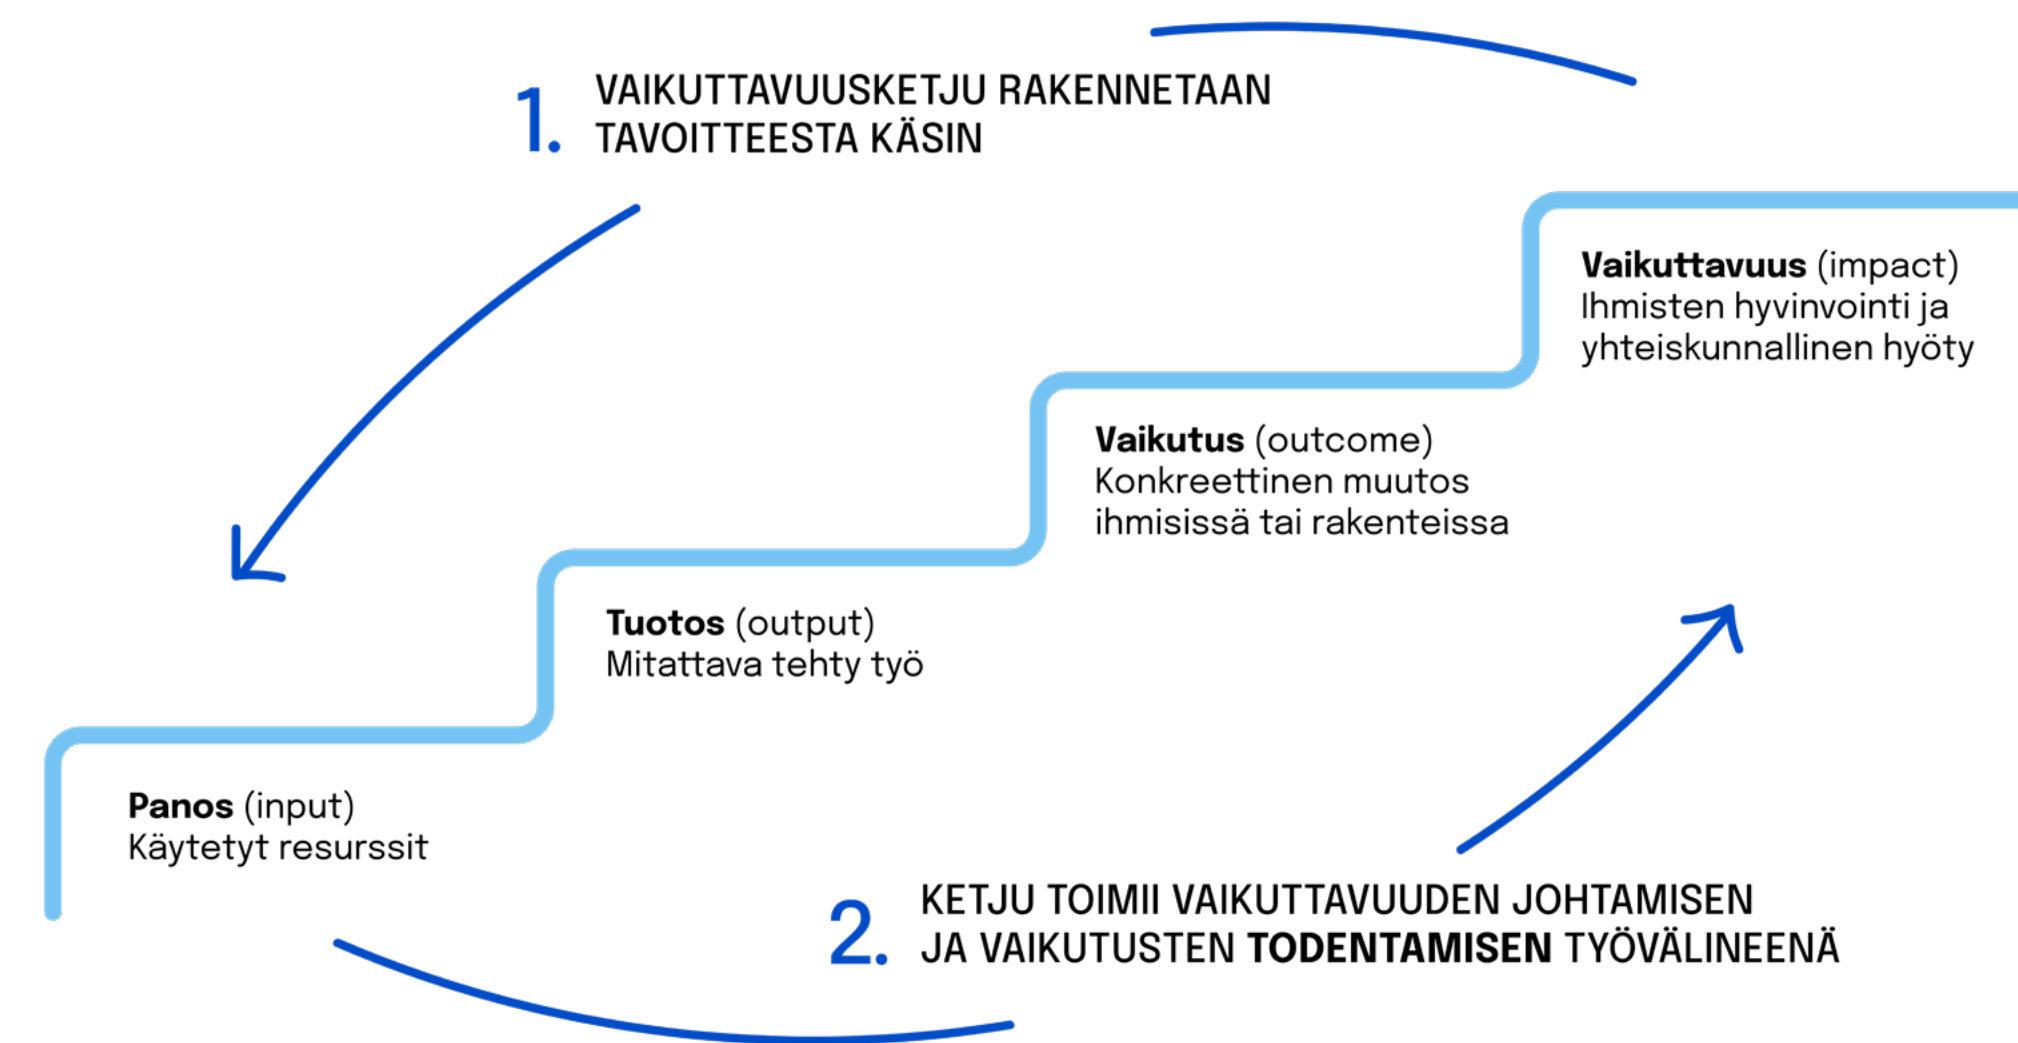 1. VAIKUTTAVUUSKETJU RAKENNETAAN
TAVOITTEESTA KÄSIN
Vaikuttavuus (impact)
Ihmisten hyvinvointi ja
yhteiskunnallinen hyöty
Vaikutus (outcome)
Konkreettinen muutos
ihmisissä tai rakenteissa
Tuotos (output)
Mitattava tehty työ
Panos (input)
Käytetyt resurssit
2. KETJU TOIMII VAIKUTTAVUUDEN JOHTAMISEN
JA VAIKUTUSTEN TODENTAMISEN TYÖVÄLINEENÄ